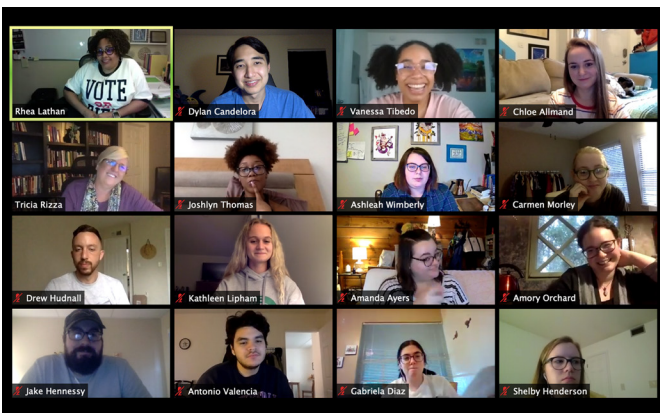 VOTE
Rhea Lathan
Dylan Candelora
Vanessa Tibedo
Chloe Allmand
Tricia Rizza
Joshlyn Thomas
Ashleah Wimberly
Carmen Morley
Drew Hudnall
Kathleen Lipham
Amanda Ayers
Amory Orchard
Jake Hennessy
Antonio Valencia
Gabriela Diaz
Shelby Henderson